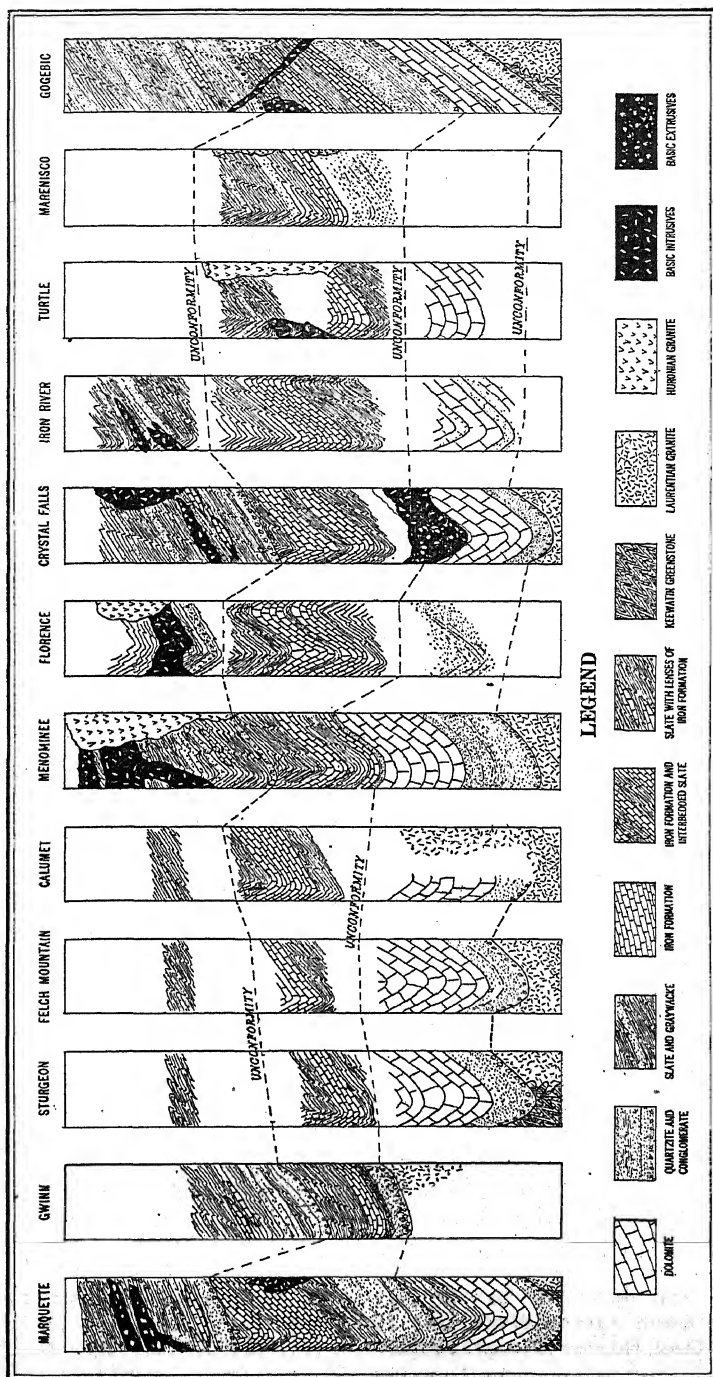 MARQUETTE
GWINN
STURGEON
FELCH MOUNTAIN
CALUMET
MENOMINEE
FLORENCE
CRYSTAL FALLS
IRON RIVER
TURTLE
MARENISCO
GOGEBIC
UNCONFORMITY
UNCONFORMITY
UNCONFORMITY
UNCONFORMITY
UNCONFORMITY
LEGEND
DOLOMITE
QUARTZITE AND
CONGLOMERATE
SLATE AND GRAYWACKE
IRON FORMATION
IRON FORMATION AND
INTERBEDDED SLATE
SLATE WITH LENSES OF
IRON FORMATION
KEEWATIN GREENSTONE
LAURENTIAN GRANITE
HURONIAN GRANITE
BASIC INTRUSIVES
BASIC EXTRUSIVES